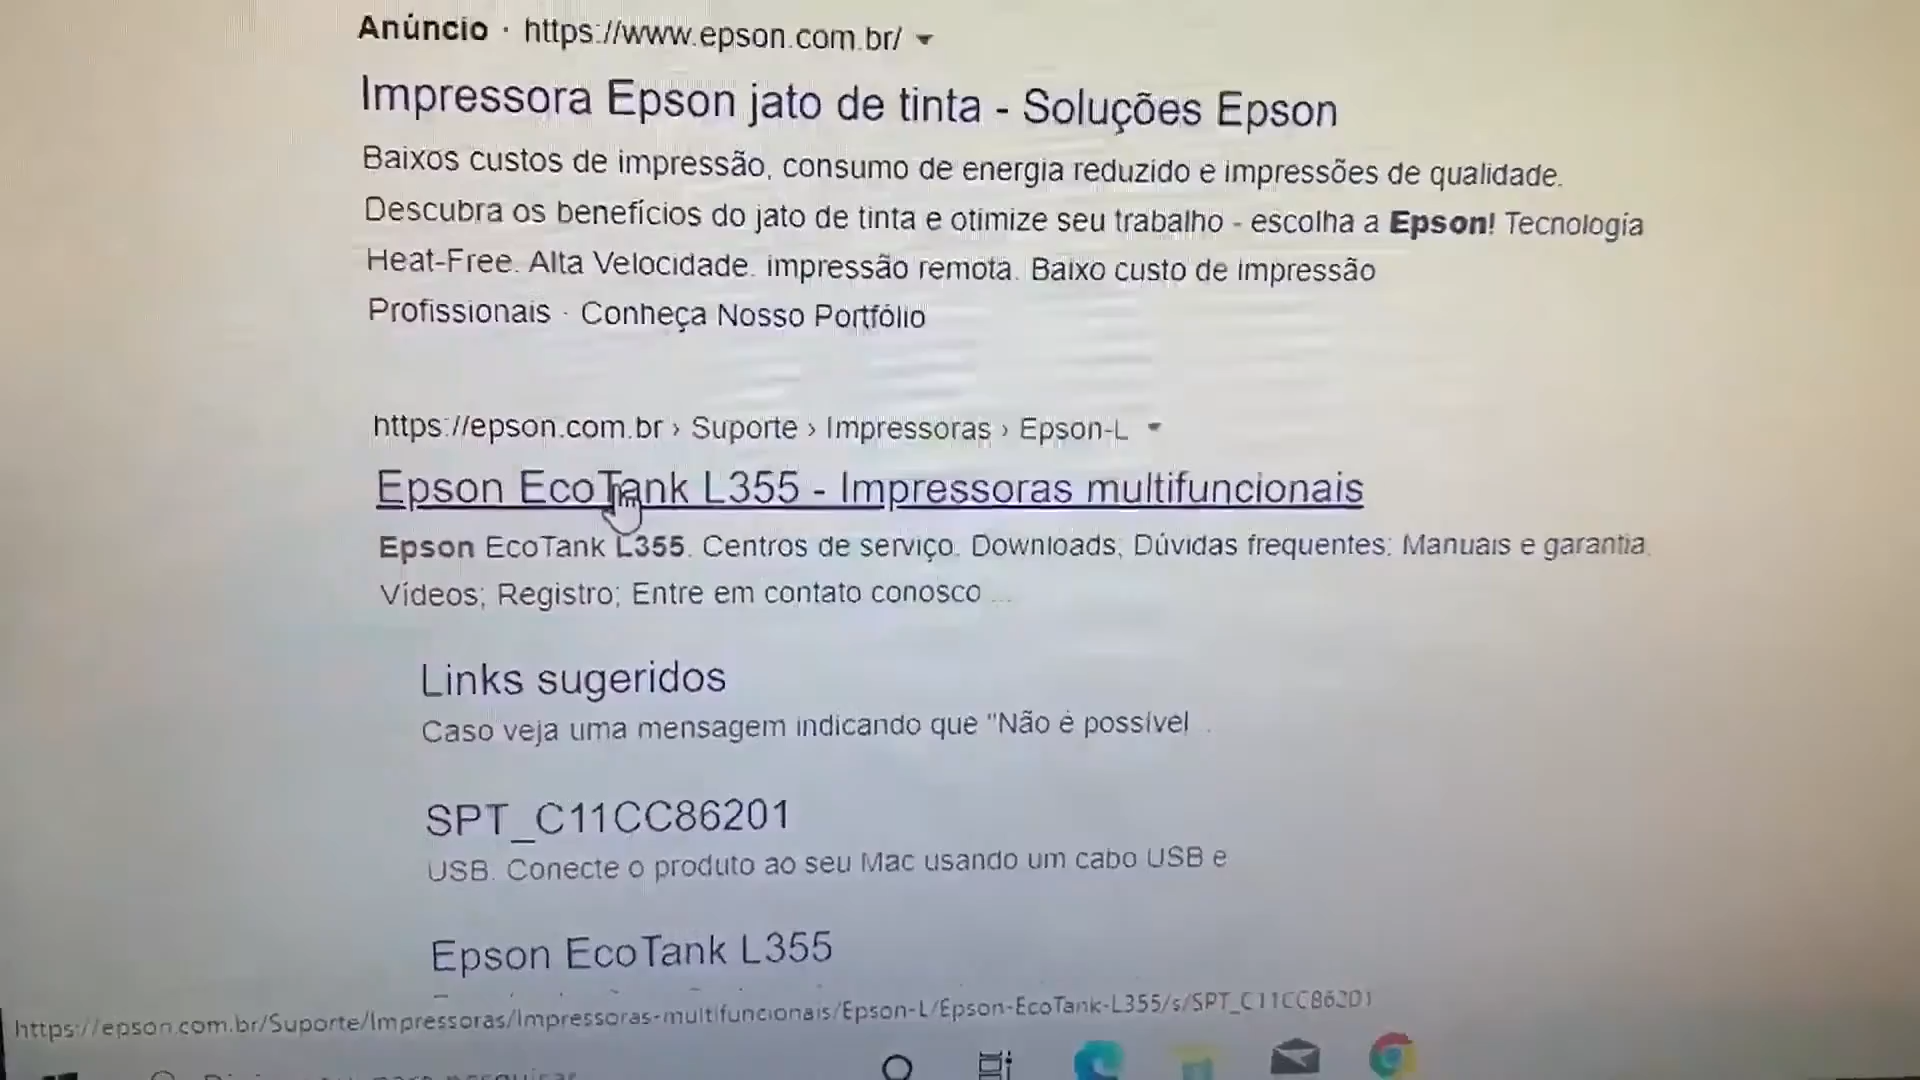 Anúncio · https://www.epson.com.br/
Impressora Epson jato de tinta - Soluções Epson
Baixos custos de impressão, consumo de energia reduzido e impressões de qualidade.
Descubra os benefícios do jato de tinta e otimize seu trabalho - escolha a Epson! Tecnologia
Heat-Free. Alta Velocidade. impressão remota. Baixo custo de impressão
Profissionais · Conheça Nosso Portfólio
https://epson.com.br › Suporte › Impressoras › Epson-L
Epson EcoTank L355 - Impressoras multifuncionais
Epson EcoTank L355. Centros de serviço. Downloads; Dúvidas frequentes; Manuais e garantia.
Vídeos; Registro; Entre em contato conosco ...
Links sugeridos
Caso veja uma mensagem indicando que "Não é possível
SPT_C11CC86201
USB. Conecte o produto ao seu Mac usando um cabo USB e
Epson EcoTank L355
https://epson.com.br/Suporte/Impressoras/Impressoras-multifuncionais/Epson-L/Epson-EcoTank-L355/s/SPT_C11CC86201